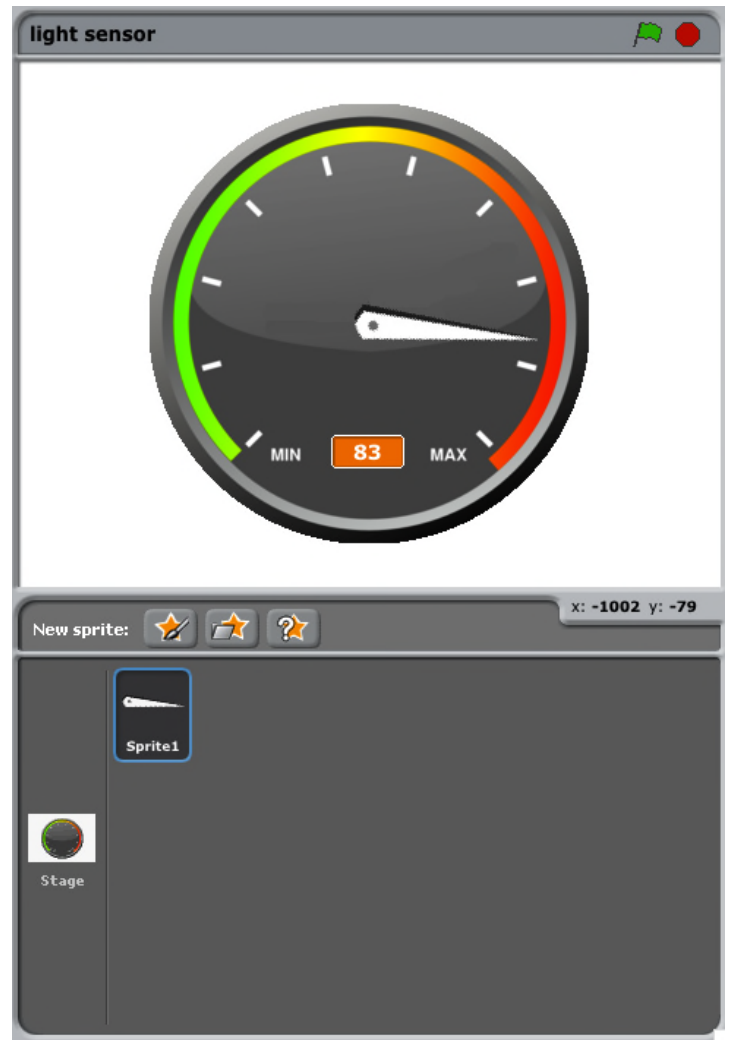 light sensor
MIN 83 MAX
x: -1002 y: -79
New sprite:
Sprite1
Stage